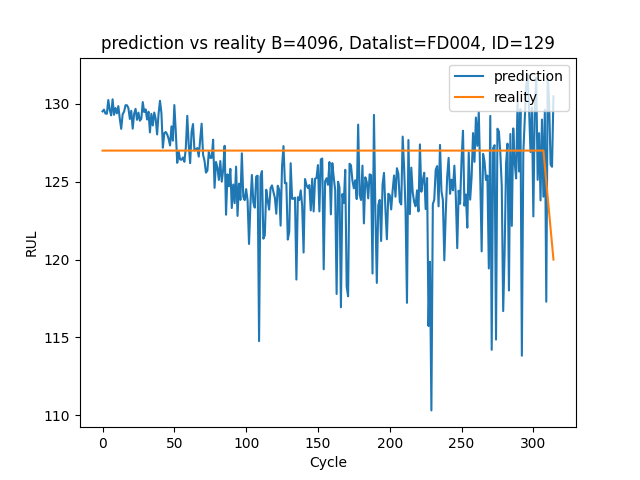 prediction vs reality B=4096, Datalist=FD004, ID=129
prediction
reality
RUL
130
125
120
115
110
0
50
100
150
200
250
300
Cycle